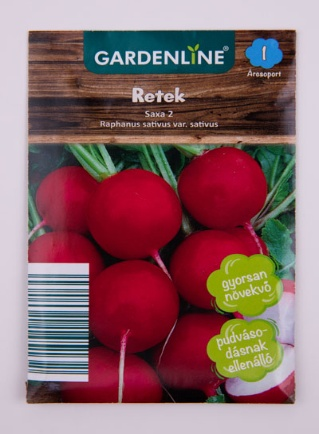 GARDENLINE®
1
Árcsoport
Retek
Saxa 2
Raphanus sativus var. sativus
gyorsan
növekvő
pudváso-
dásnak
ellenálló